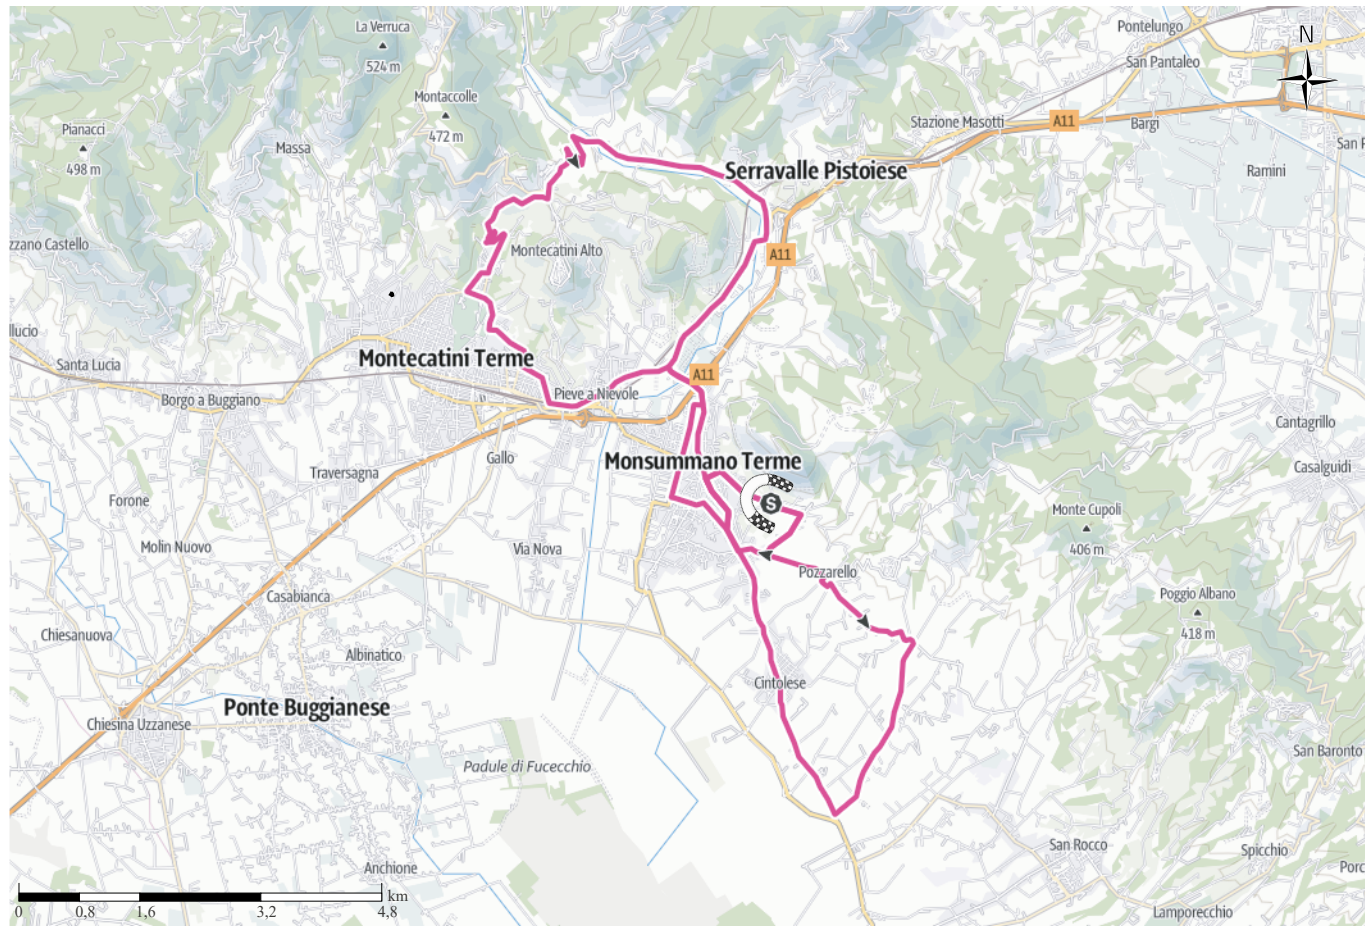 La Verruca
524 m
Pontelungo
N
San Pantaleo
Montaccolle
472 m
Pianacci
498 m
Massa
Stazione Masotti
A11
Bargi
San P
Ramini
Serravalle Pistoiese
zzano Castello
Montecatini Alto
A11
llucio
Santa Lucia
Montecatini Terme
A11
Borgo a Buggiano
Pieve a Nievole
Cantagrillo
Gallo
Monsummano Terme
Casalguidi
Traversagna
Forone
S
Monte Cupoli
406 m
Molin Nuovo
Via Nova
Pozzarello
Casabianca
Poggio Albano
418 m
Chiesanuova
Albinatico
Cintolese
Ponte Buggianese
Chiesina Uzzanese
San Baronto
Padule di Fucecchio
San Rocco
Spicchio
Anchione
Porc
km
0
0,8
1,6
3,2
4,8
Lamporecchio